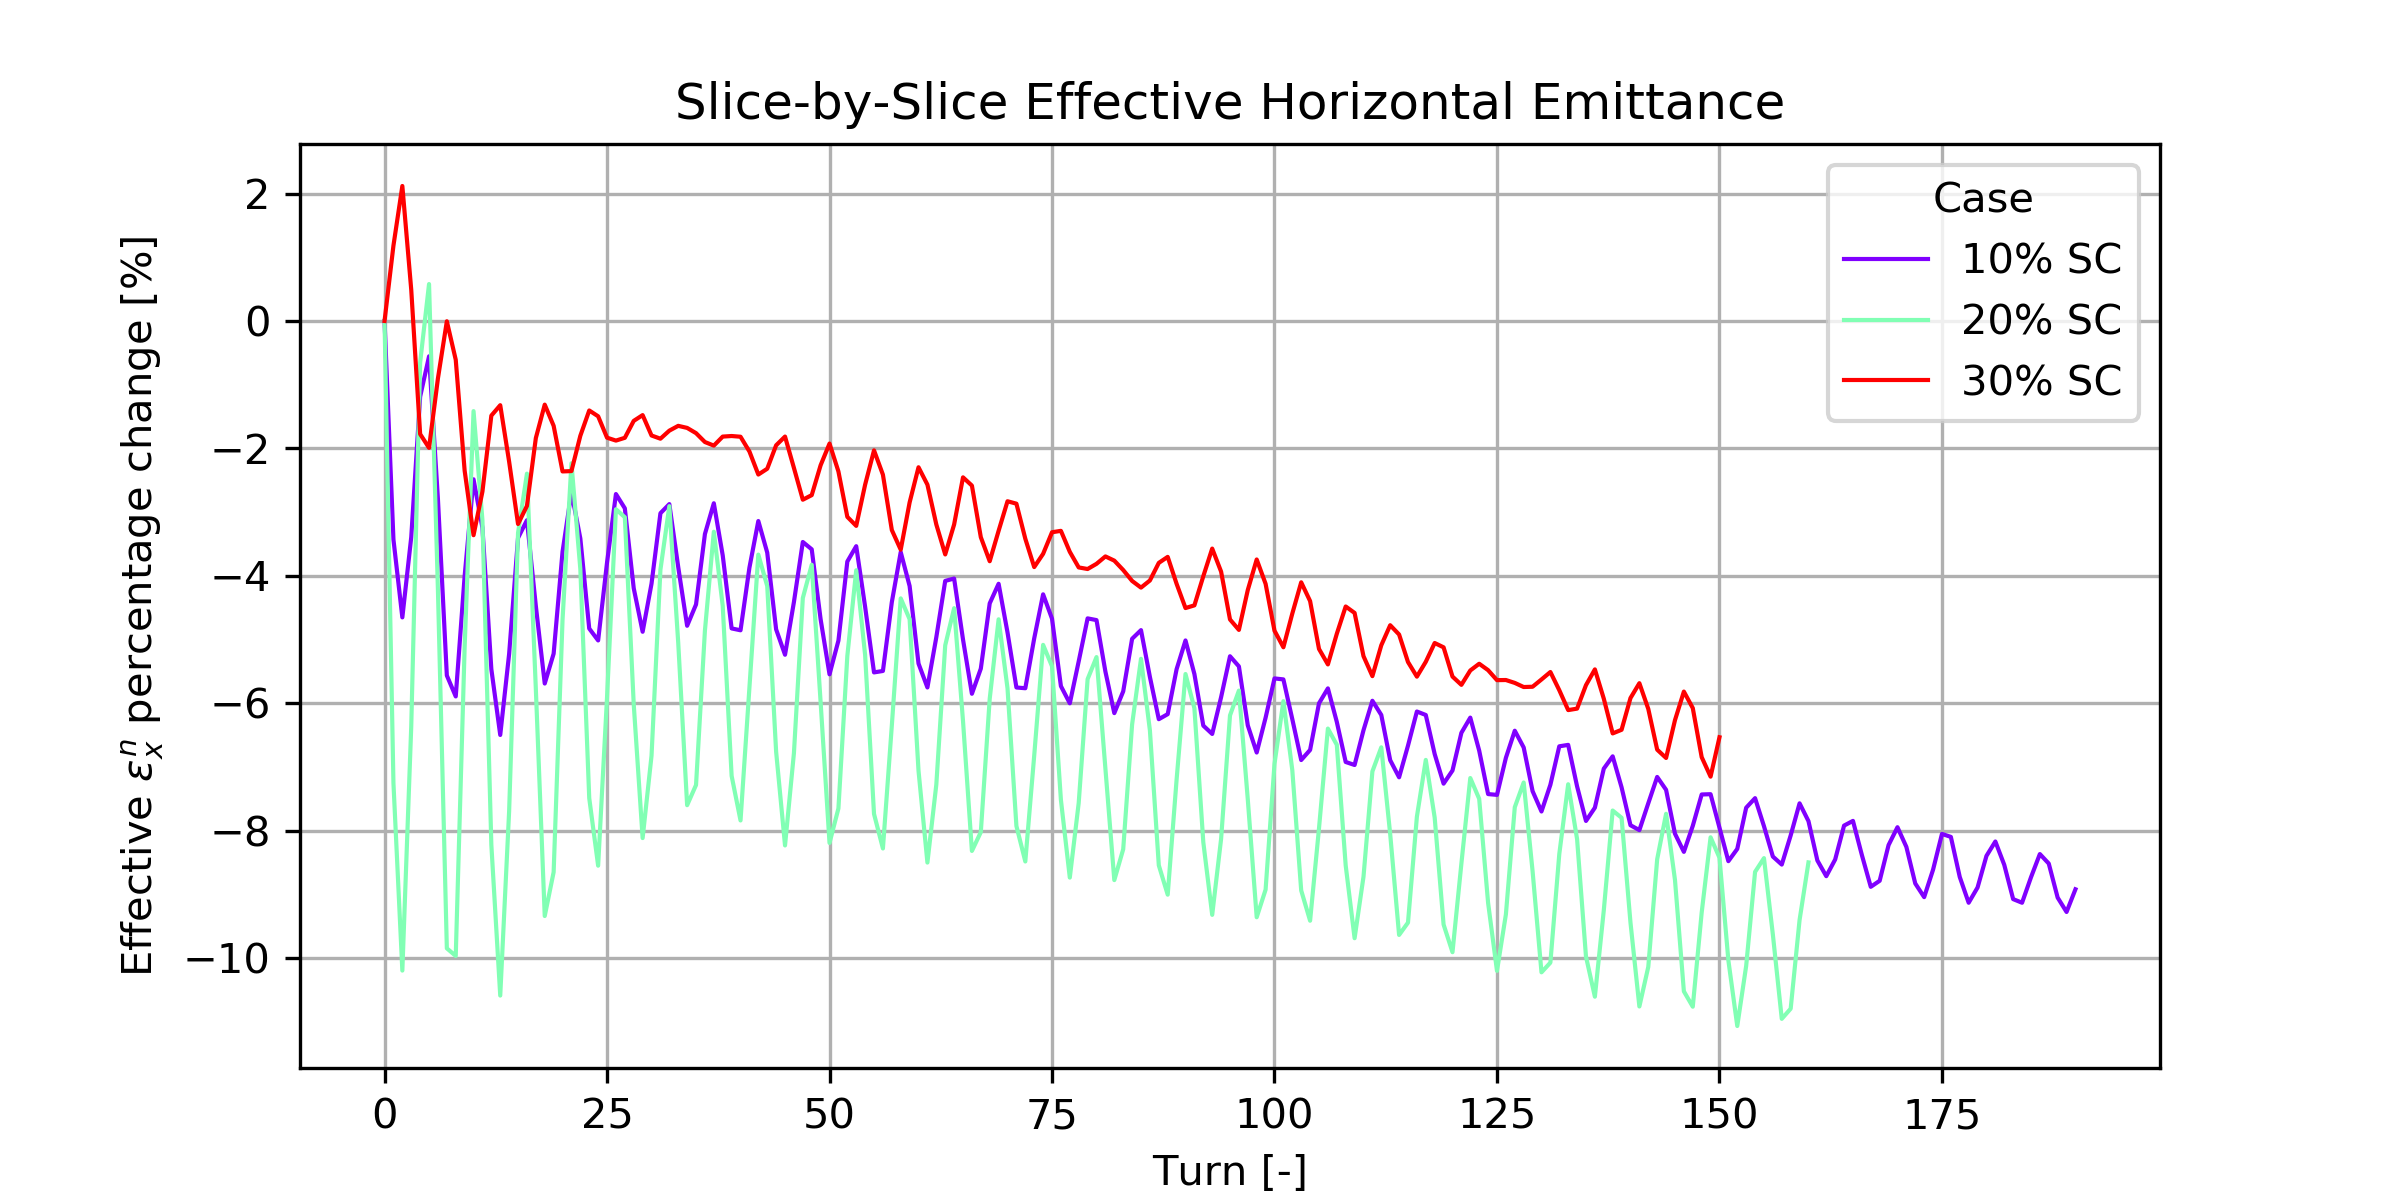 Slice-by-Slice Effective Horizontal Emittance
Effective εₓⁿ percentage change [%]
2
0
−2
−4
−6
−8
−10
Case
10% SC
20% SC
30% SC
0 25 50 75 100 125 150 175
Turn [-]